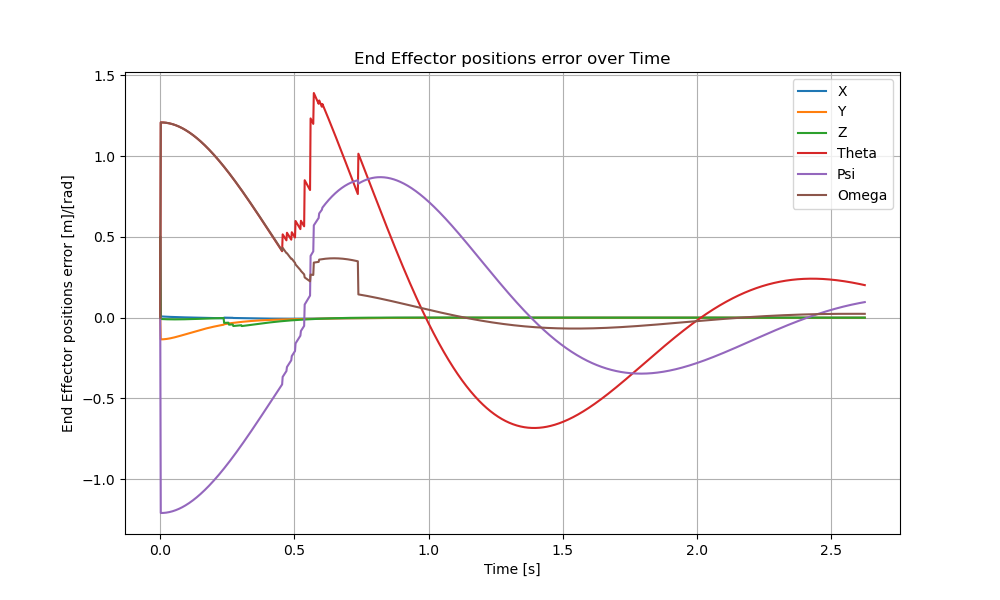 End Effector positions error over Time
End Effector positions error [m]/[rad]
1.5
1.0
0.5
0.0
−0.5
−1.0
0.0
0.5
1.0
1.5
2.0
2.5
Time [s]
X
Y
Z
Theta
Psi
Omega